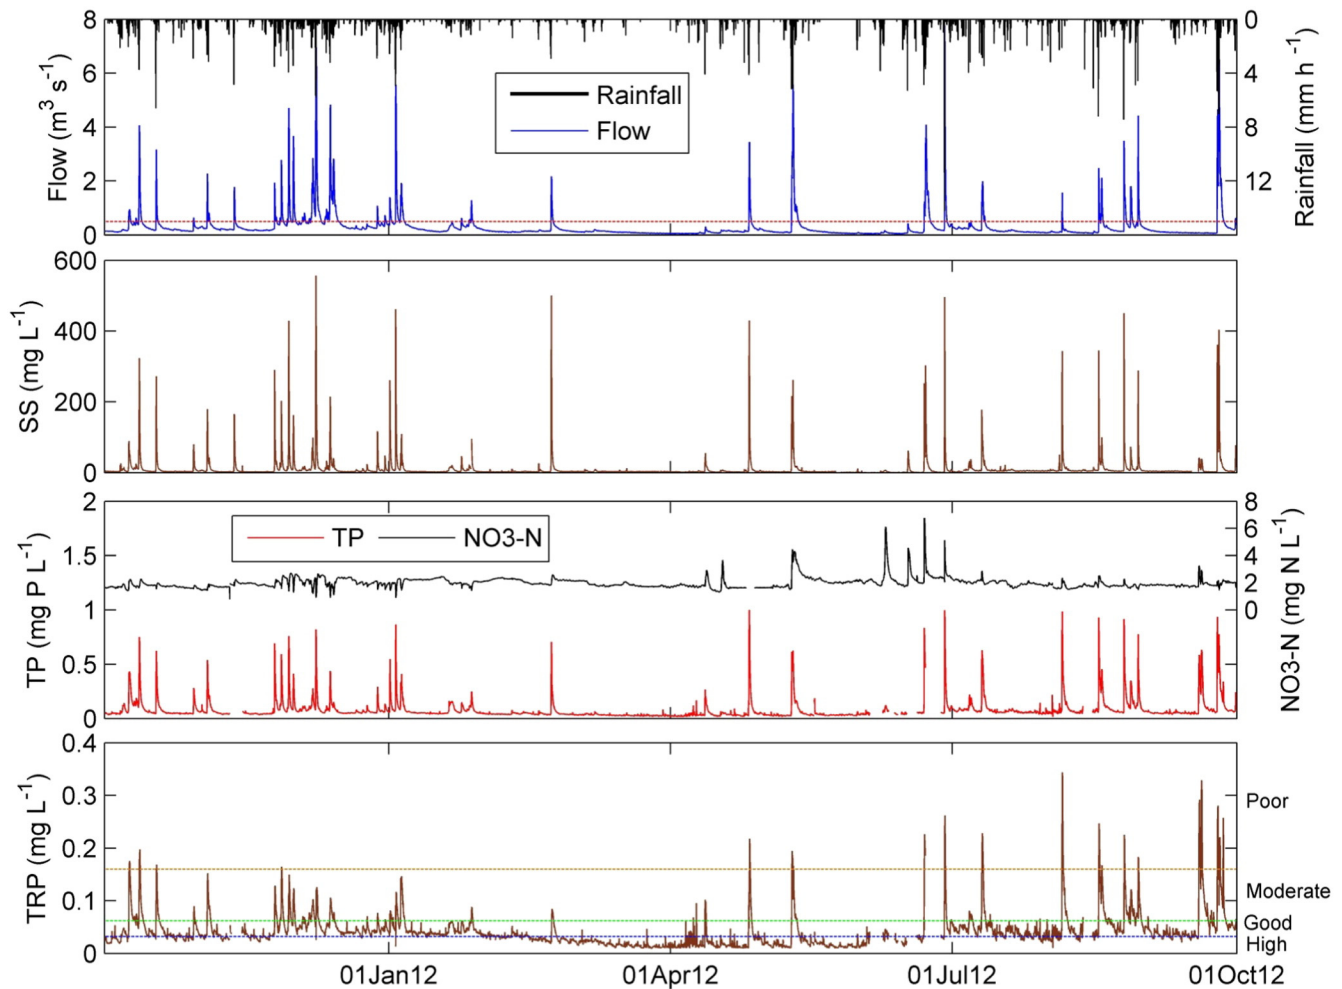 8
6
4
2
0
Flow (m³ s⁻¹)
0
4
8
12
Rainfall (mm h⁻¹)
Rainfall
Flow
600
400
200
0
SS (mg L⁻¹)
2
1.5
1
0.5
0
TP (mg P L⁻¹)
8
6
4
2
0
NO3-N (mg N L⁻¹)
TP NO3-N
0.4
0.3
0.2
0.1
0
TRP (mg L⁻¹)
Poor
Moderate
Good
High
01Jan12 01Apr12 01Jul12 01Oct12